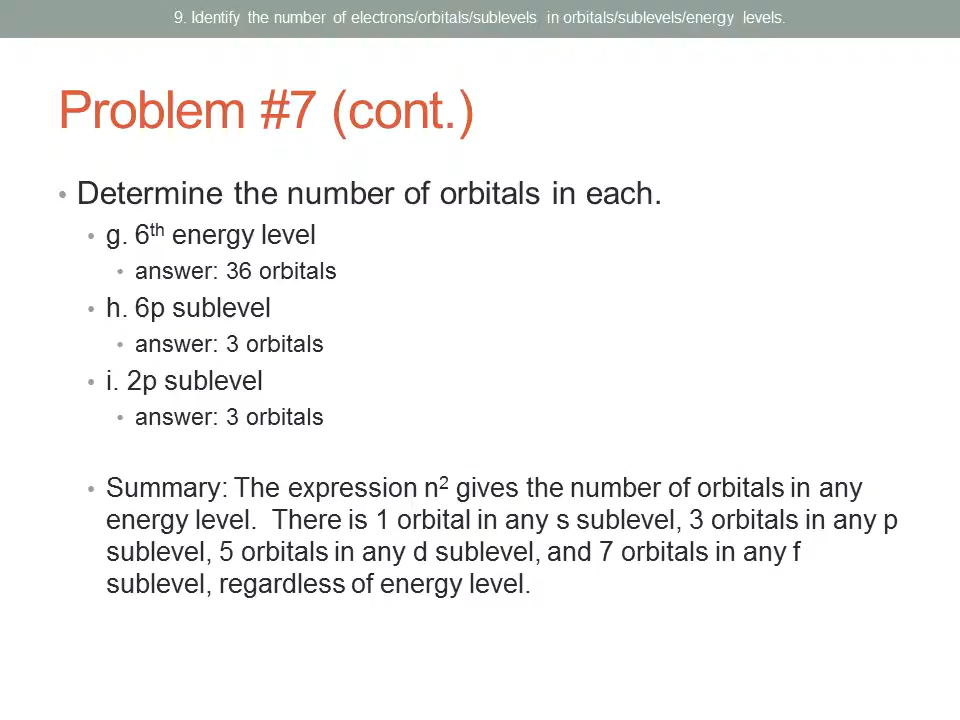 9. Identify the number of electrons/orbitals/sublevels in orbitals/sublevels/energy levels.
Problem #7 (cont.)
• Determine the number of orbitals in each.
• g. 6th energy level
• answer: 36 orbitals
• h. 6p sublevel
• answer: 3 orbitals
• i. 2p sublevel
• answer: 3 orbitals
• Summary: The expression n² gives the number of orbitals in any
energy level. There is 1 orbital in any s sublevel, 3 orbitals in any p
sublevel, 5 orbitals in any d sublevel, and 7 orbitals in any f
sublevel, regardless of energy level.